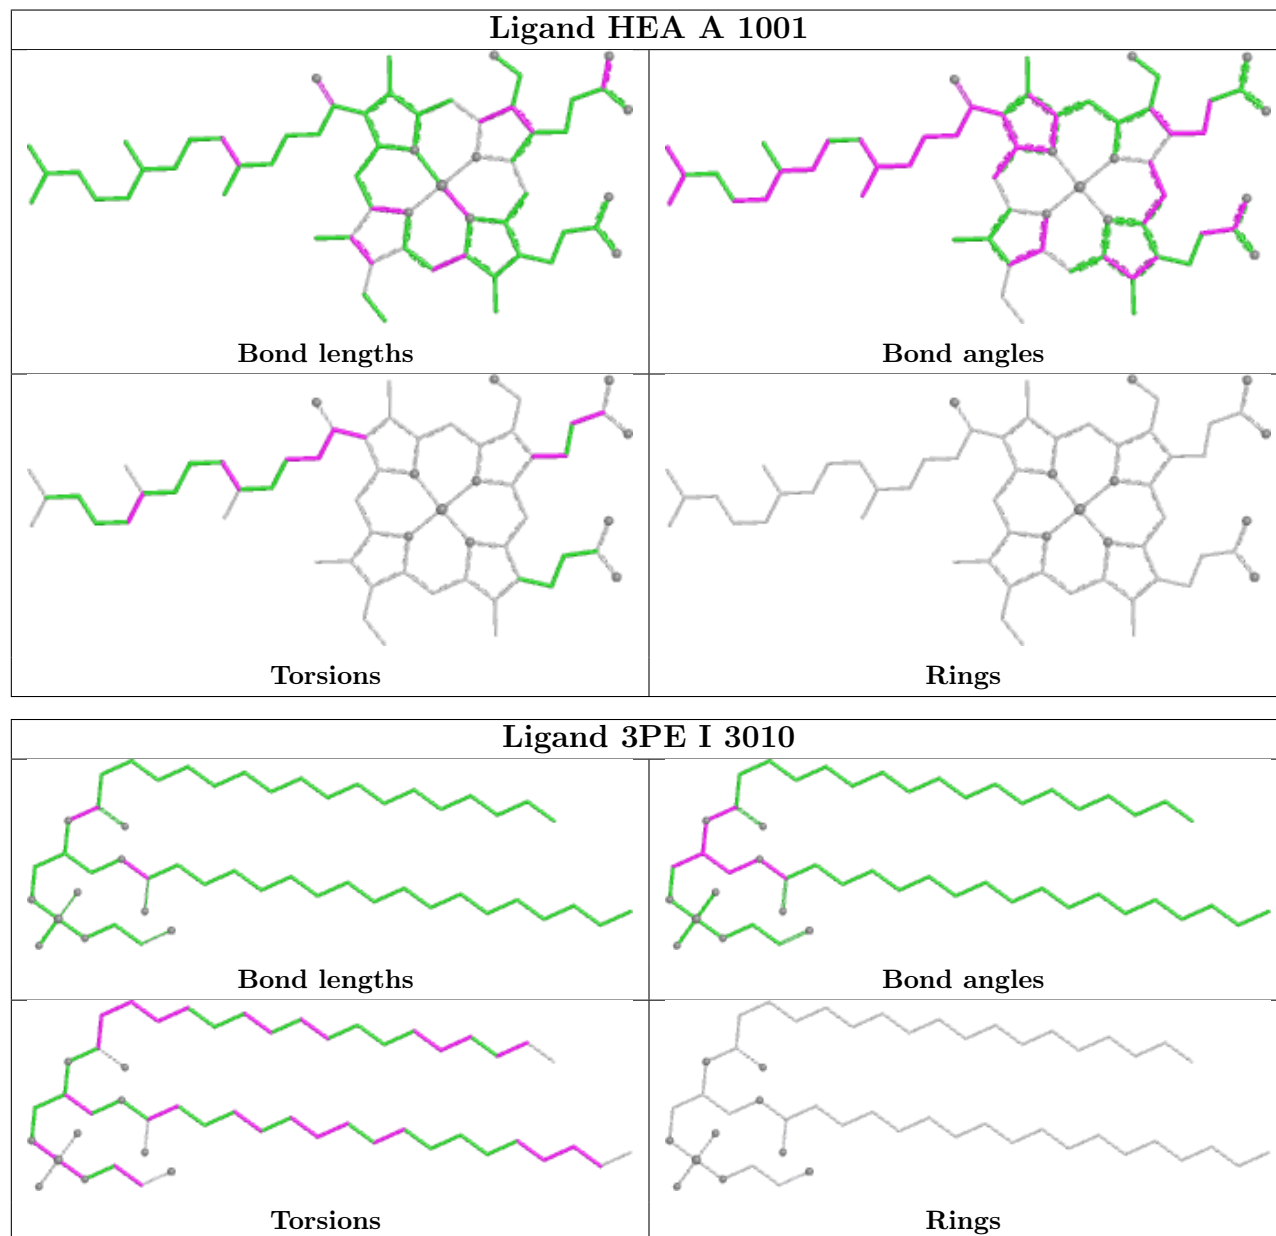 Ligand HEA A 1001
Bond lengths
Bond angles
Torsions
Rings
Ligand 3PE I 3010
Bond lengths
Bond angles
Torsions
Rings